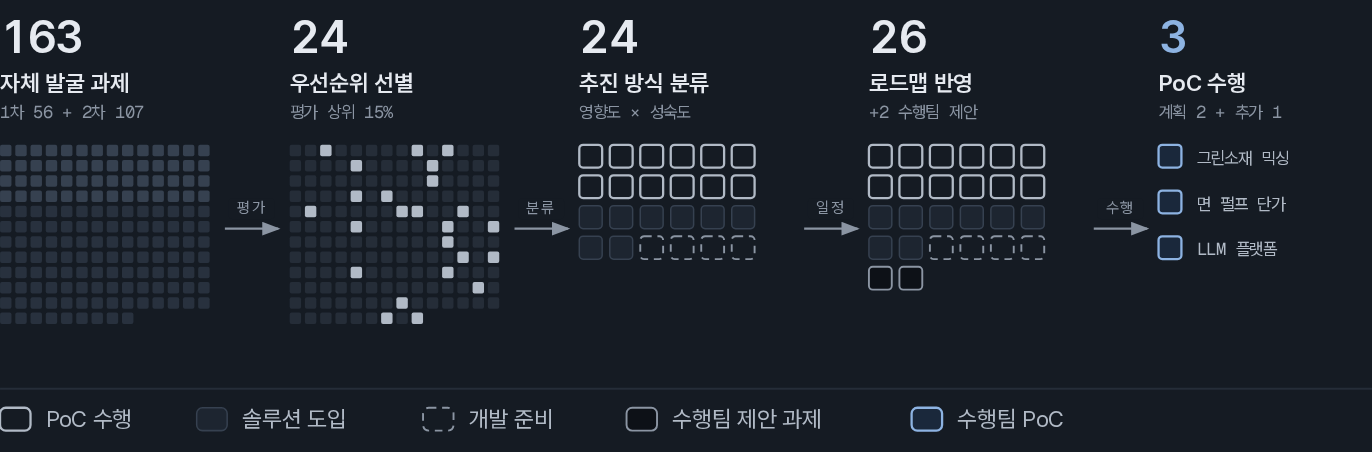 163
자체 발굴 과제
1차 56 + 2차 107
24
우선순위 선별
평가 상위 15%
24
추진 방식 분류
영향도 × 성숙도
26
로드맵 반영
+2 수행팀 제안
3
PoC 수행
계획 2 + 추가 1
평가
분류
일정
수행
그린소재 믹싱
면 펄프 단가
LLM 플랫폼
PoC 수행
솔루션 도입
개발 준비
수행팀 제안 과제
수행팀 PoC